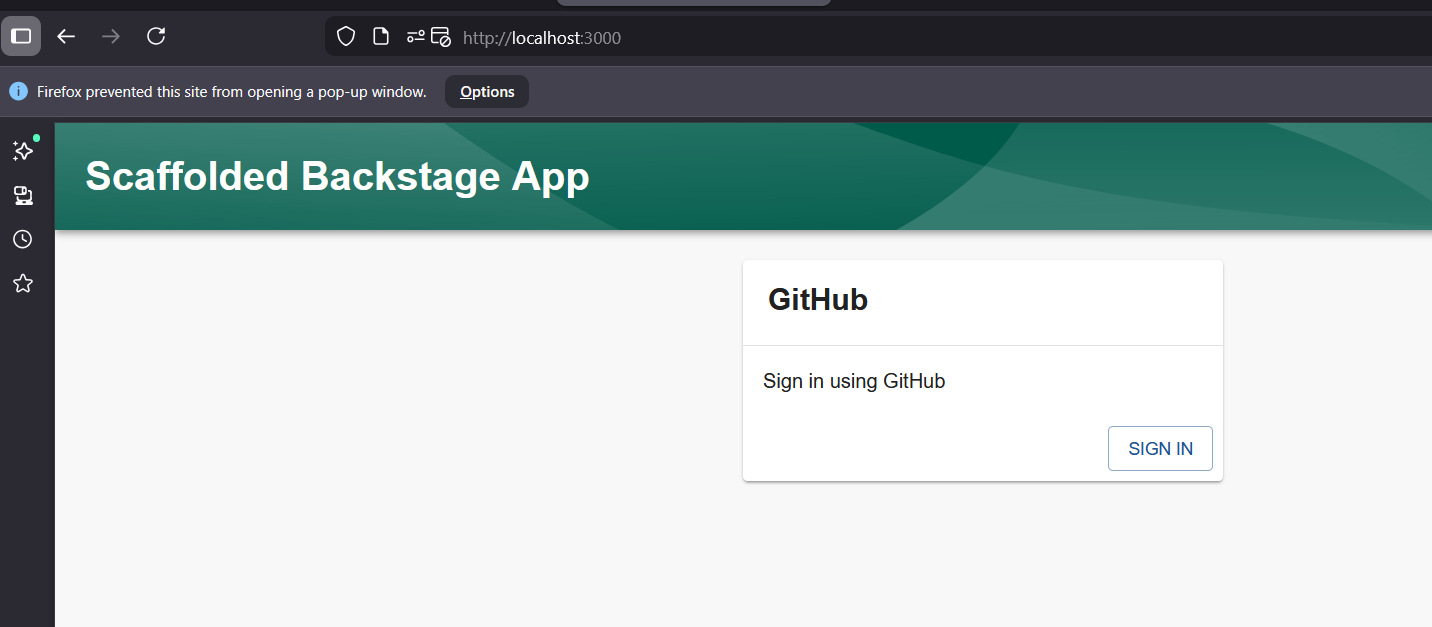 http://localhost:3000
Firefox prevented this site from opening a pop-up window.
Options
Scaffolded Backstage App
GitHub
Sign in using GitHub
SIGN IN